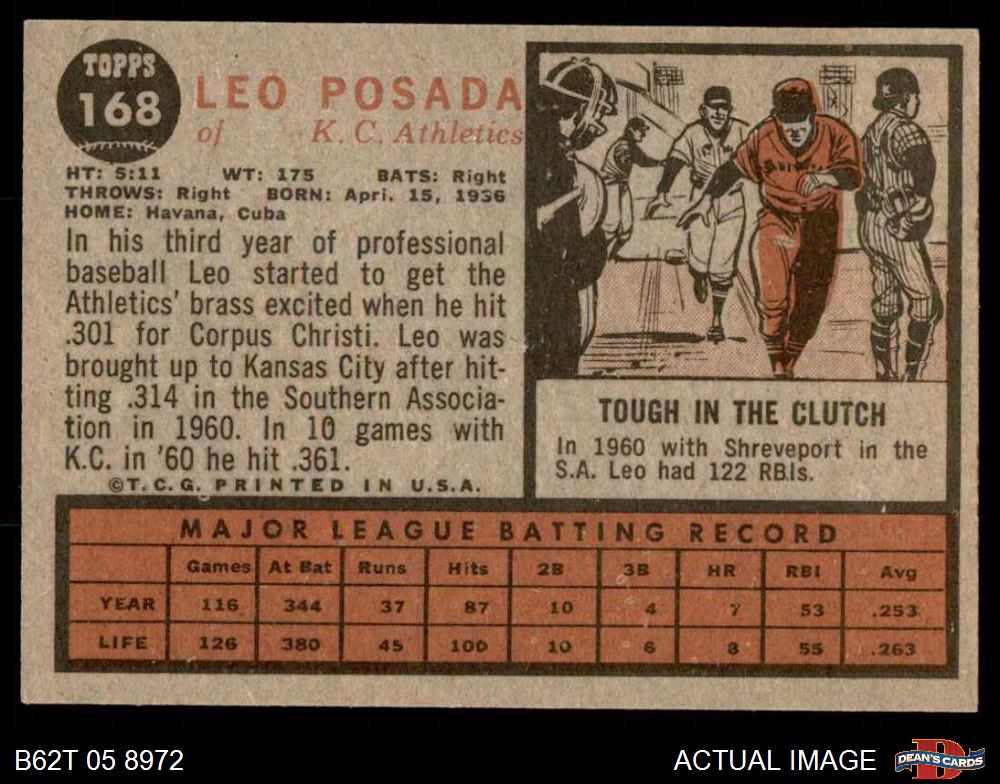 TOPPS
168
LEO POSADA
of K. C. Athletics
HT: 5:11 WT: 175 BATS: Right
THROWS: Right BORN: Apri. 15, 1936
HOME: Havana, Cuba
In his third year of professional
baseball Leo started to get the
Athletics' brass excited when he hit
.301 for Corpus Christi. Leo was
brought up to Kansas City after hit-
ting .314 in the Southern Associa-
tion in 1960. In 10 games with
K.C. in '60 he hit .361.
©T.C.G. PRINTED IN U.S.A.
TOUGH IN THE CLUTCH
In 1960 with Shreveport in the
S.A. Leo had 122 RBIs.
MAJOR LEAGUE BATTING RECORD
Games At Bat Runs Hits 2B 3B HR RBI Avg
YEAR 116 344 37 87 10 4 7 53 .253
LIFE 126 380 45 100 10 6 8 55 .263
B62T 05 8972
ACTUAL IMAGE
DEAN'S CARDS